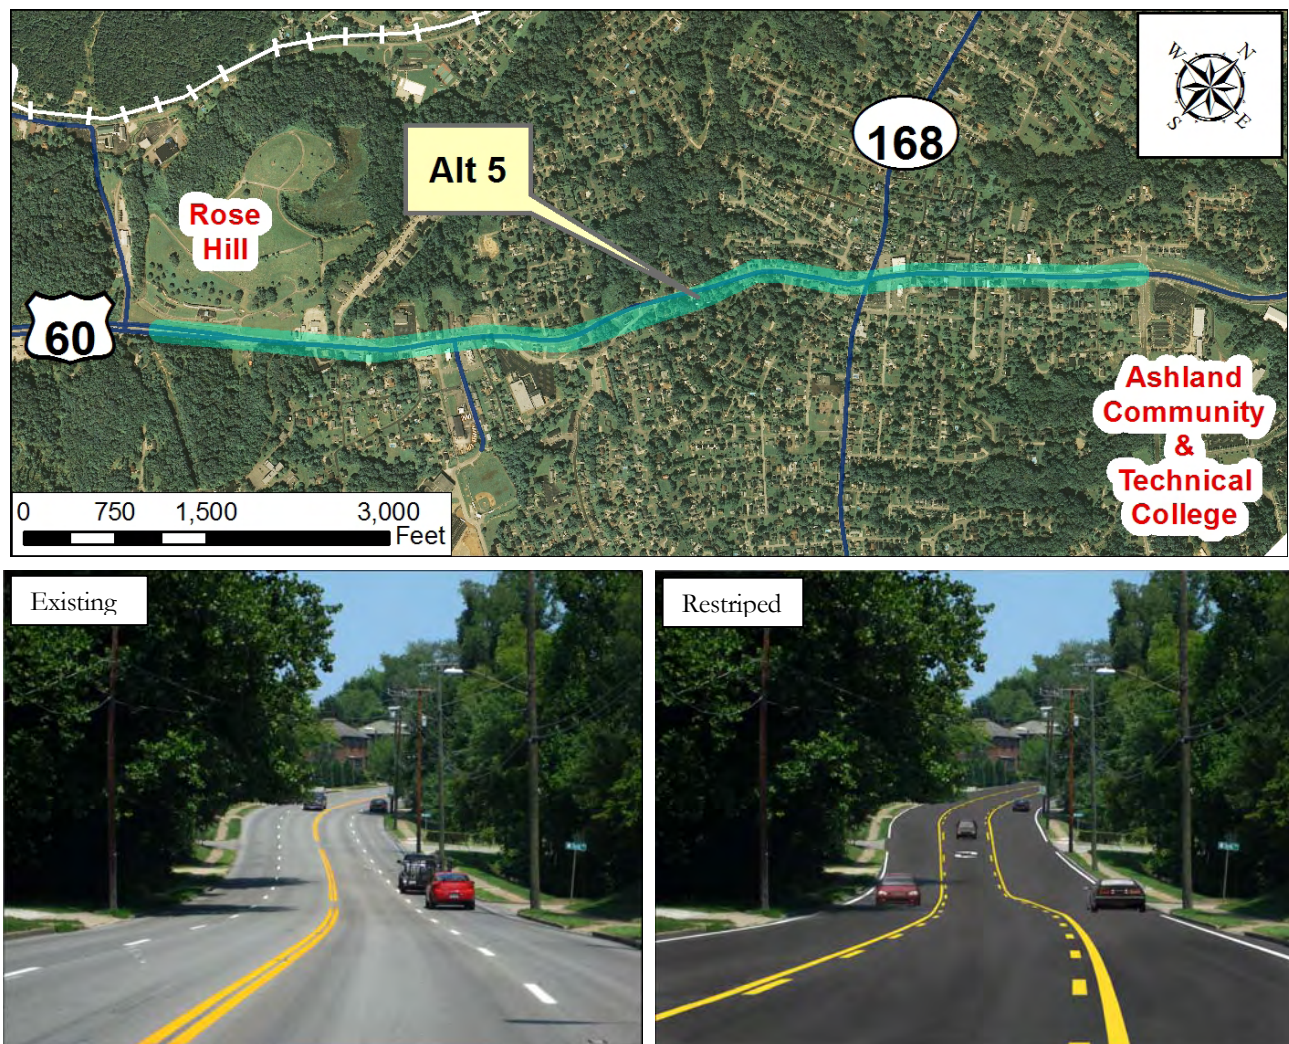 W
N
S
E
168
Alt 5
Rose
Hill
60
Ashland
Community
&
Technical
College
0 750 1,500 3,000
Feet
Existing
Restriped